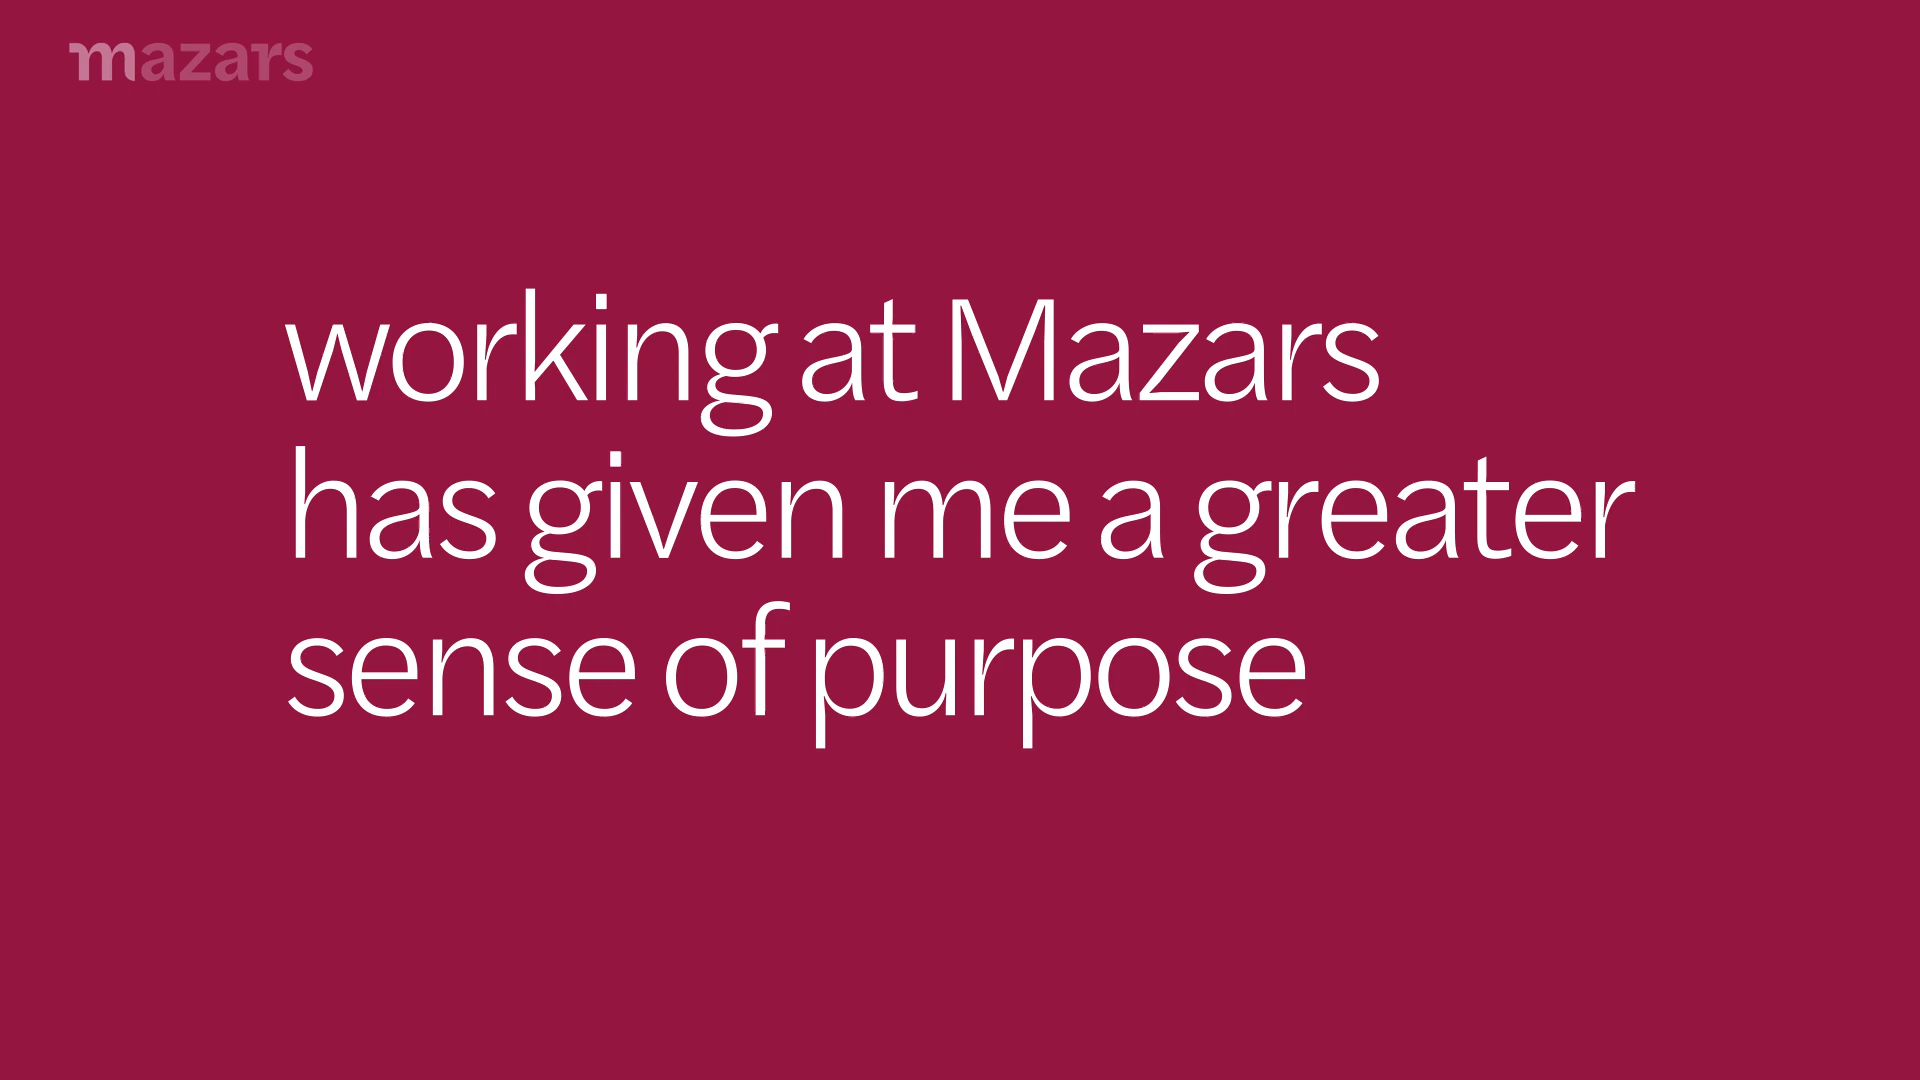 mazars
working at Mazars
has given me a greater
sense of purpose